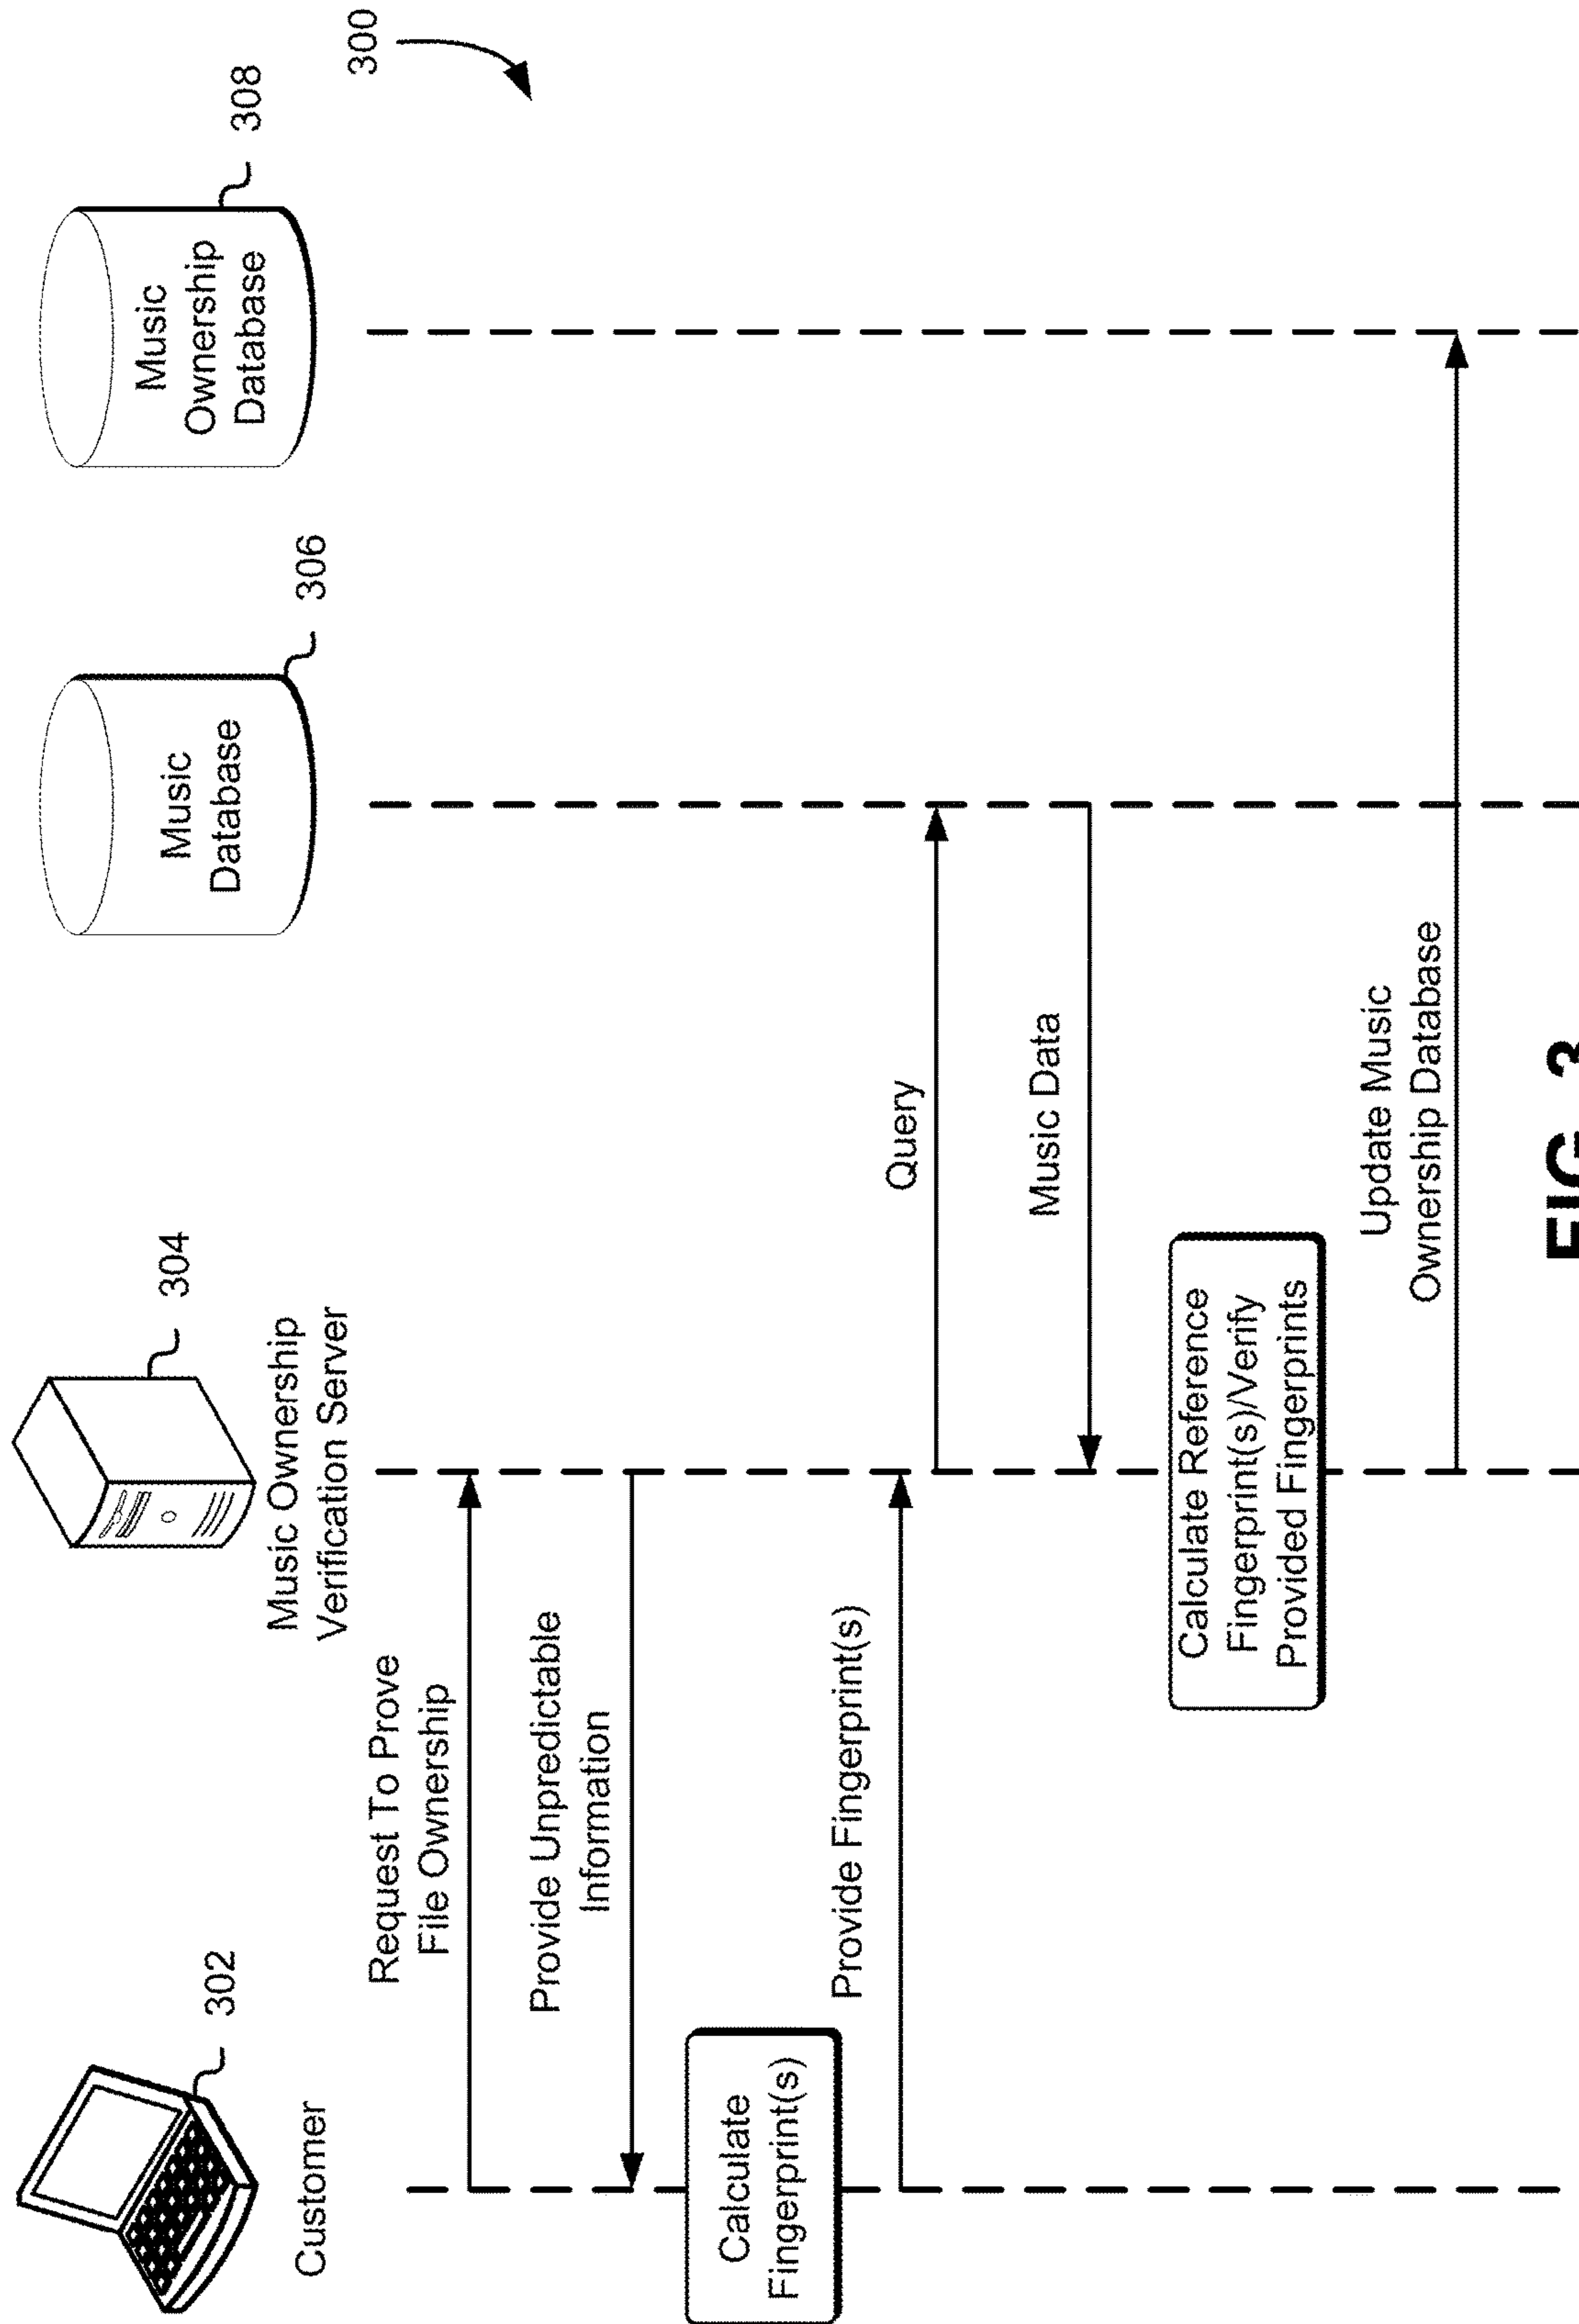 300
302
Customer
304
Music Ownership
Verification Server
306
Music
Database
308
Music
Ownership
Database
Request To Prove
File Ownership
Provide Unpredictable
Information
Calculate
Fingerprint(s)
Provide Fingerprint(s)
Query
Music Data
Calculate Reference
Fingerprint(s)/Verify
Provided Fingerprints
Update Music
Ownership Database
FIG. 3